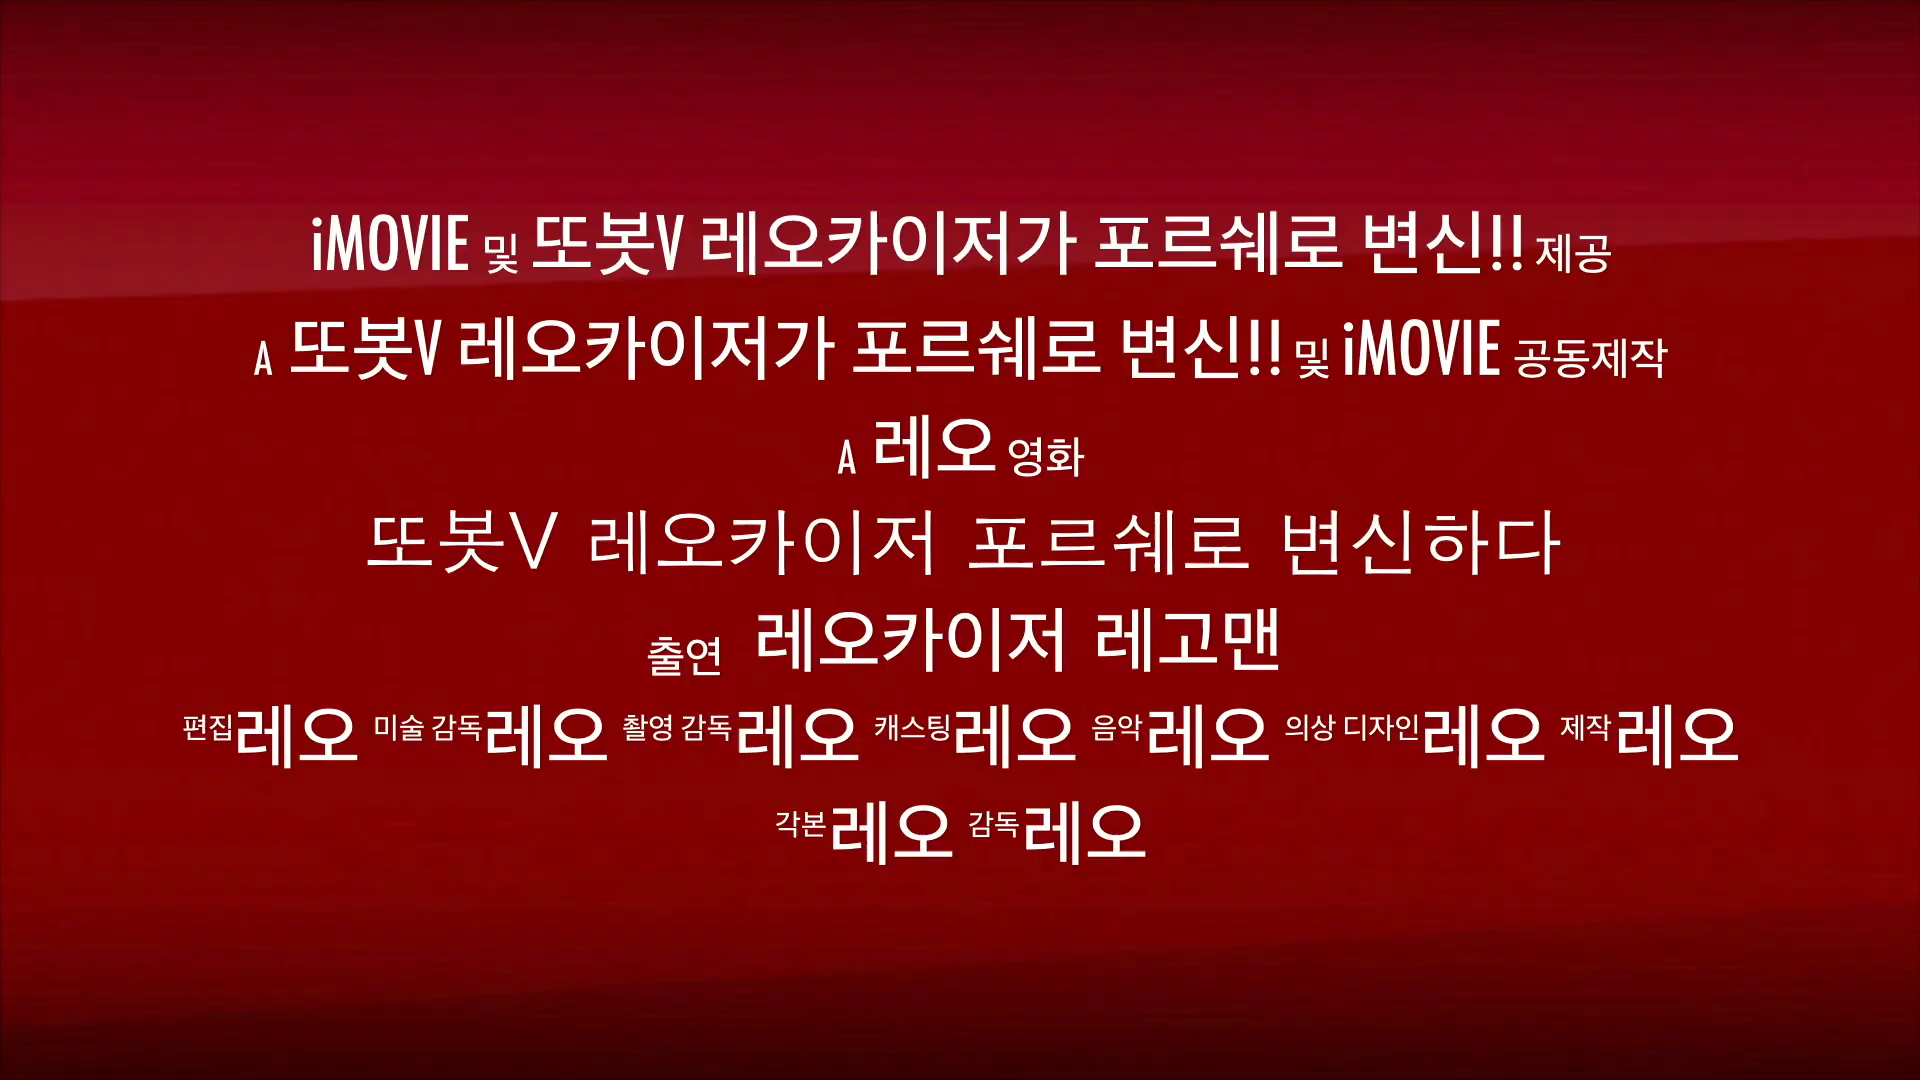 iMOVIE 및 또봇V 레오카이저가 포르쉐로 변신!! 제공
A 또봇V 레오카이저가 포르쉐로 변신!! 및 iMOVIE 공동제작
A 레오 영화
또봇V 레오카이저 포르쉐로 변신하다
출연 레오카이저 레고맨
편집 레오 미술 감독 레오 촬영 감독 레오 캐스팅 레오 음악 레오 의상 디자인 레오 제작 레오
각본 레오 감독 레오